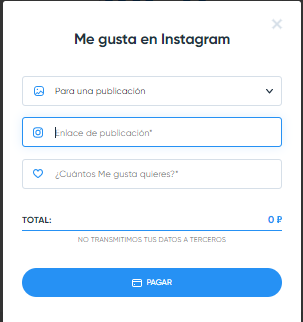 Me gusta en Instagram
Para una publicación
Enlace de publicación*
¿Cuántos Me gusta quieres?*
TOTAL: 0 ₽
NO TRANSMITIMOS TUS DATOS A TERCEROS
PAGAR